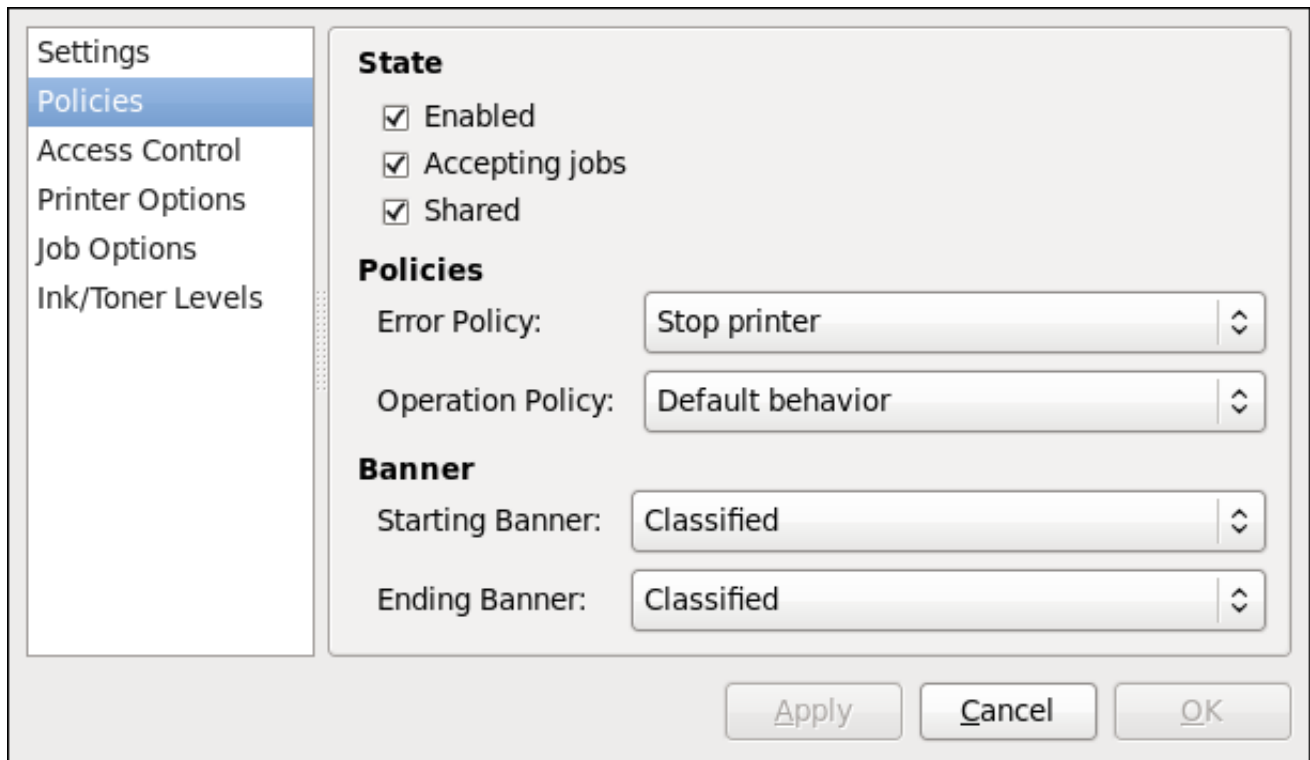 Settings
Policies
Access Control
Printer Options
Job Options
Ink/Toner Levels
State
Enabled
Accepting jobs
Shared
Policies
Error Policy: Stop printer
Operation Policy: Default behavior
Banner
Starting Banner: Classified
Ending Banner: Classified
Apply Cancel OK